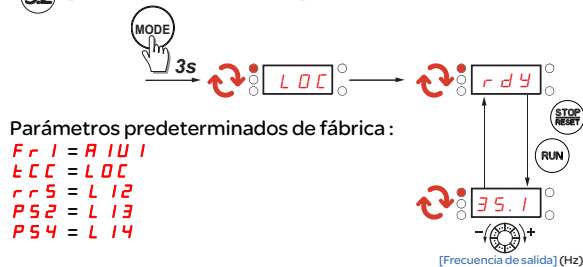 MODE
3s
LOC
rdY
STOP
RESET
RUN
Parámetros predeterminados de fábrica :
Fr1 = AIU1
tCC = LOC
rrS = L12
PS2 = L13
PS4 = L14
35.1
- +
[Frecuencia de salida] (Hz)